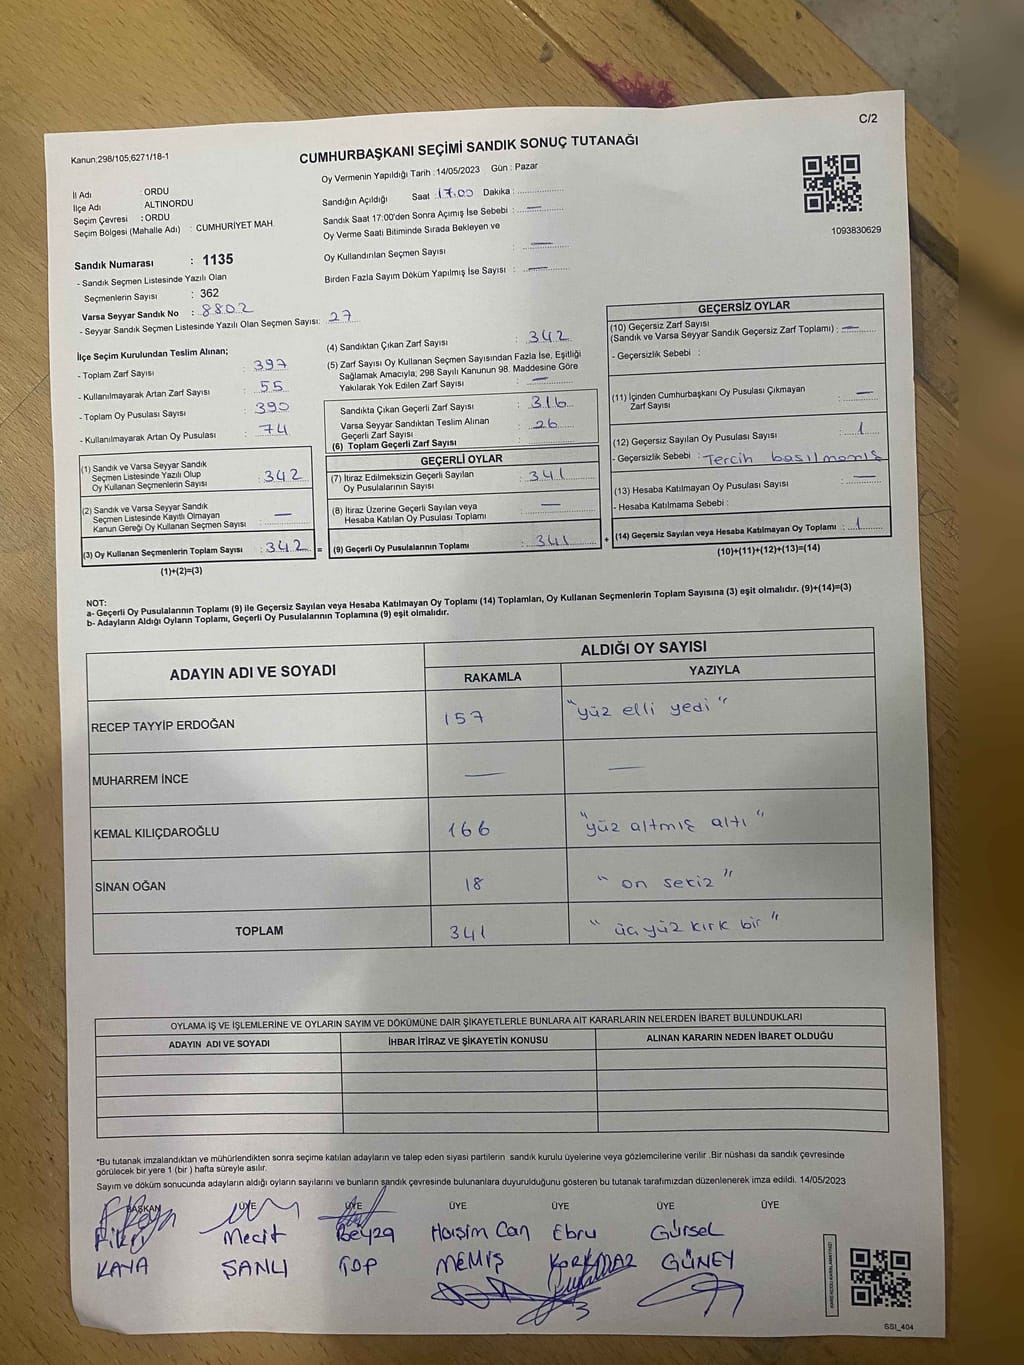 C/2
Kanun;298/105,6271/18-1
CUMHURBAŞKANI SEÇİMİ SANDIK SONUÇ TUTANAĞI
İl Adı : ORDU
İlçe Adı : ALTINORDU
Seçim Çevresi : ORDU
Seçim Bölgesi (Mahalle Adı) : CUMHURİYET MAH.
Sandık Numarası : 1135
- Sandık Seçmen Listesinde Yazılı Olan
Seçmenlerin Sayısı : 362
Varsa Seyyar Sandık No : 8802
- Seyyar Sandık Seçmen Listesinde Yazılı Olan Seçmen Sayısı: 27
Oy Vermenin Yapıldığı Tarih : 14/05/2023 Gün : Pazar
Sandığın Açıldığı Saat : 17.00 Dakika :
Sandık Saat 17:00'den Sonra Açımış İse Sebebi : —
Oy Verme Saati Bitiminde Sırada Bekleyen ve
Oy Kullandırılan Seçmen Sayısı : —
Birden Fazla Sayım Döküm Yapılmış İse Sayısı : —
1093830629
İlçe Seçim Kurulundan Teslim Alınan;
- Toplam Zarf Sayısı : 397
- Kullanılmayarak Artan Zarf Sayısı : 55
- Toplam Oy Pusulası Sayısı : 390
- Kullanılmayarak Artan Oy Pusulası : 74
(1) Sandık ve Varsa Seyyar Sandık
Seçmen Listesinde Yazılı Olup
Oy Kullanan Seçmenlerin Sayısı : 342
(2) Sandık ve Varsa Seyyar Sandık
Seçmen Listesinde Kayıtlı Olmayan
Kanun Gereği Oy Kullanan Seçmen Sayısı : —
(3) Oy Kullanan Seçmenlerin Toplam Sayısı : 342 =
(1)+(2)=(3)
(4) Sandıktan Çıkan Zarf Sayısı : 342
(5) Zarf Sayısı Oy Kullanan Seçmen Sayısından Fazla İse, Eşitliği
Sağlamak Amacıyla; 298 Sayılı Kanunun 98. Maddesine Göre
Yakılarak Yok Edilen Zarf Sayısı : —
Sandıkta Çıkan Geçerli Zarf Sayısı : 316
Varsa Seyyar Sandıktan Teslim Alınan
Geçerli Zarf Sayısı : 26
(6) Toplam Geçerli Zarf Sayısı :
GEÇERLİ OYLAR
(7) İtiraz Edilmeksizin Geçerli Sayılan
Oy Pusulalarının Sayısı : 341
(8) İtiraz Üzerine Geçerli Sayılan veya
Hesaba Katılan Oy Pusulası Toplamı : —
(9) Geçerli Oy Pusulalarının Toplamı : 341 +
GEÇERSİZ OYLAR
(10) Geçersiz Zarf Sayısı
(Sandık ve Varsa Seyyar Sandık Geçersiz Zarf Toplamı) : —
- Geçersizlik Sebebi :
(11) İçinden Cumhurbaşkanı Oy Pusulası Çıkmayan
Zarf Sayısı : —
(12) Geçersiz Sayılan Oy Pusulası Sayısı : 1
- Geçersizlik Sebebi : Tercih basılmamış
(13) Hesaba Katılmayan Oy Pusulası Sayısı : —
- Hesaba Katılmama Sebebi :
(14) Geçersiz Sayılan veya Hesaba Katılmayan Oy Toplamı : 1
(10)+(11)+(12)+(13)=(14)
NOT:
a- Geçerli Oy Pusulalarının Toplamı (9) ile Geçersiz Sayılan veya Hesaba Katılmayan Oy Toplamı (14) Toplamları, Oy Kullanan Seçmenlerin Toplam Sayısına (3) eşit olmalıdır. (9)+(14)=(3)
b- Adayların Aldığı Oyların Toplamı, Geçerli Oy Pusulalarının Toplamına (9) eşit olmalıdır.
ADAYIN ADI VE SOYADI ALDIĞI OY SAYISI
RAKAMLA YAZIYLA
RECEP TAYYİP ERDOĞAN 157 "yüz elli yedi"
MUHARREM İNCE — —
KEMAL KILIÇDAROĞLU 166 "yüz altmış altı"
SİNAN OĞAN 18 "on sekiz"
TOPLAM 341 "üç yüz kırk bir"
OYLAMA İŞ VE İŞLEMLERİNE VE OYLARIN SAYIM VE DÖKÜMÜNE DAİR ŞİKAYETLERLE BUNLARA AİT KARARLARIN NELERDEN İBARET BULUNDUKLARI
ADAYIN ADI VE SOYADI İHBAR İTİRAZ VE ŞİKAYETİN KONUSU ALINAN KARARIN NEDEN İBARET OLDUĞU
*Bu tutanak imzalandıktan ve mühürlendikten sonra seçime katılan adayların ve talep eden siyasi partilerin sandık kurulu üyelerine veya gözlemcilerine verilir .Bir nüshası da sandık çevresinde
görülecek bir yere 1 (bir ) hafta süreyle asılır.
Sayım ve döküm sonucunda adayların aldığı oyların sayılarını ve bunların sandık çevresinde bulunanlara duyurulduğunu gösteren bu tutanak tarafımızdan düzenlenerek imza edildi. 14/05/2023
BAŞKAN ÜYE ÜYE ÜYE ÜYE ÜYE ÜYE
Fikri Mecit Beyza Haşim Can Ebru Gürsel
KAYA ŞANLI TOP MEMİŞ KORKMAZ GÜNEY
SSI_404